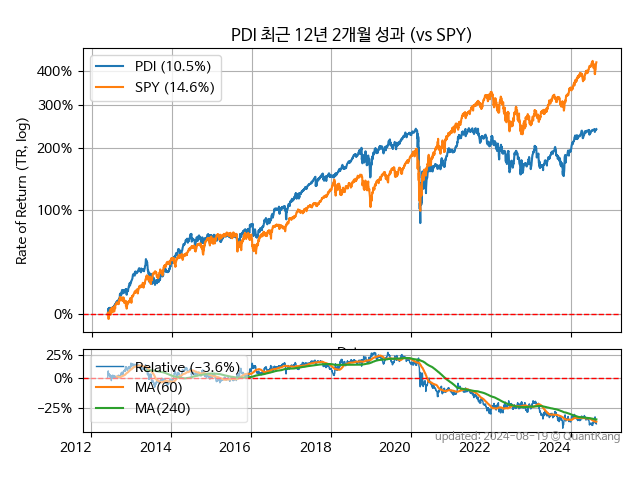 PDI 최근 12년 2개월 성과 (vs SPY)
Rate of Return (TR, log)
400%
300%
200%
100%
0%
PDI (10.5%)
SPY (14.6%)
25%
0%
−25%
Relative (−3.6%)
MA(60)
MA(240)
2012 2014 2016 2018 2020 2022 2024
updated: 2024-08-19 © QuantKang